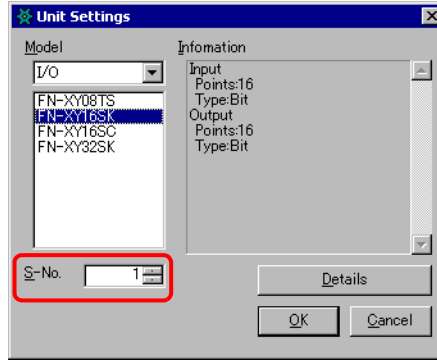 Unit Settings
Model
I/O
FN-XY08TS
FN-XY16SK
FN-XY16SC
FN-XY32SK
Infomation
Input
Points:16
Type:Bit
Output
Points:16
Type:Bit
S-No.
1
Details
OK
Cancel